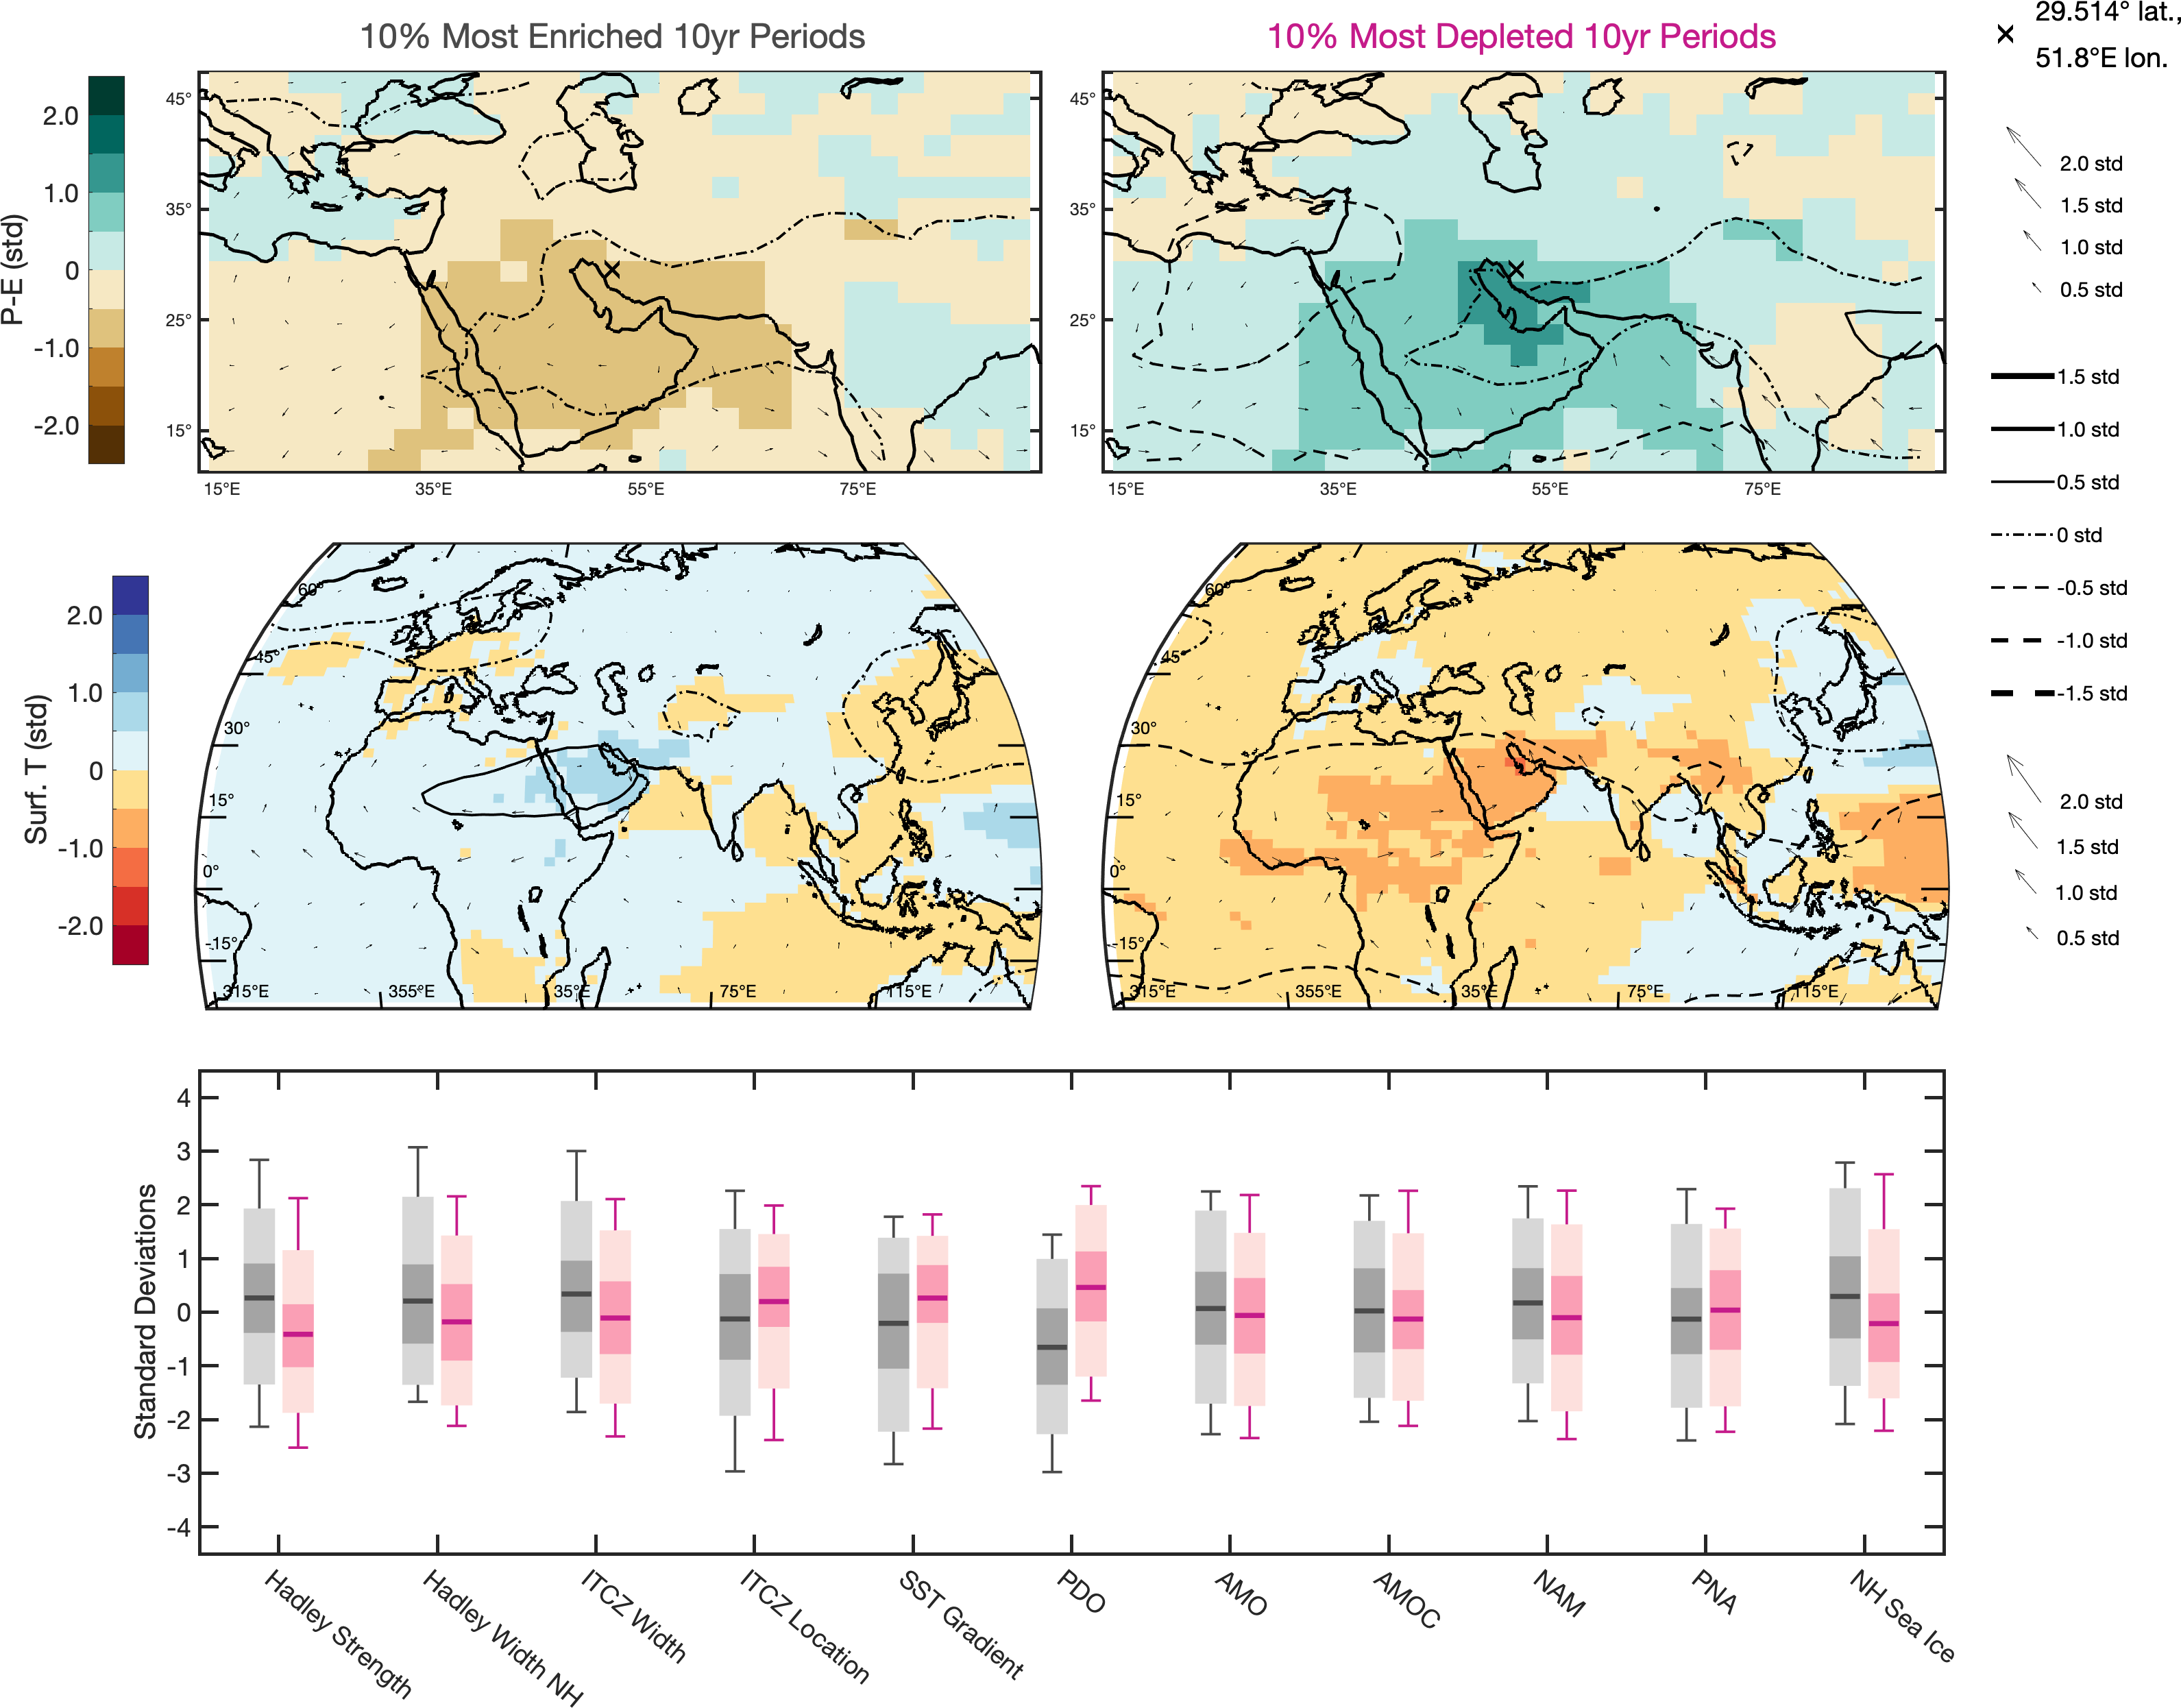 10% Most Enriched 10yr Periods
10% Most Depleted 10yr Periods
29.514° lat.,
51.8°E lon.
P-E (std)
2.0
1.0
0
-1.0
-2.0
45°
35°
25°
15°
15°E
35°E
55°E
75°E
45°
35°
25°
15°
15°E
35°E
55°E
75°E
2.0 std
1.5 std
1.0 std
0.5 std
1.5 std
1.0 std
0.5 std
0 std
-0.5 std
-1.0 std
-1.5 std
2.0 std
1.5 std
1.0 std
0.5 std
Surf. T (std)
2.0
1.0
0
-1.0
-2.0
60°
45°
30°
15°
0°
-15°
315°E
355°E
35°E
75°E
115°E
60°
45°
30°
15°
0°
-15°
315°E
355°E
35°E
75°E
115°E
Standard Deviations
4
3
2
1
0
-1
-2
-3
-4
Hadley Strength
Hadley Width NH
ITCZ Width
ITCZ Location
SST Gradient
PDO
AMO
AMOC
NAM
PNA
NH Sea Ice